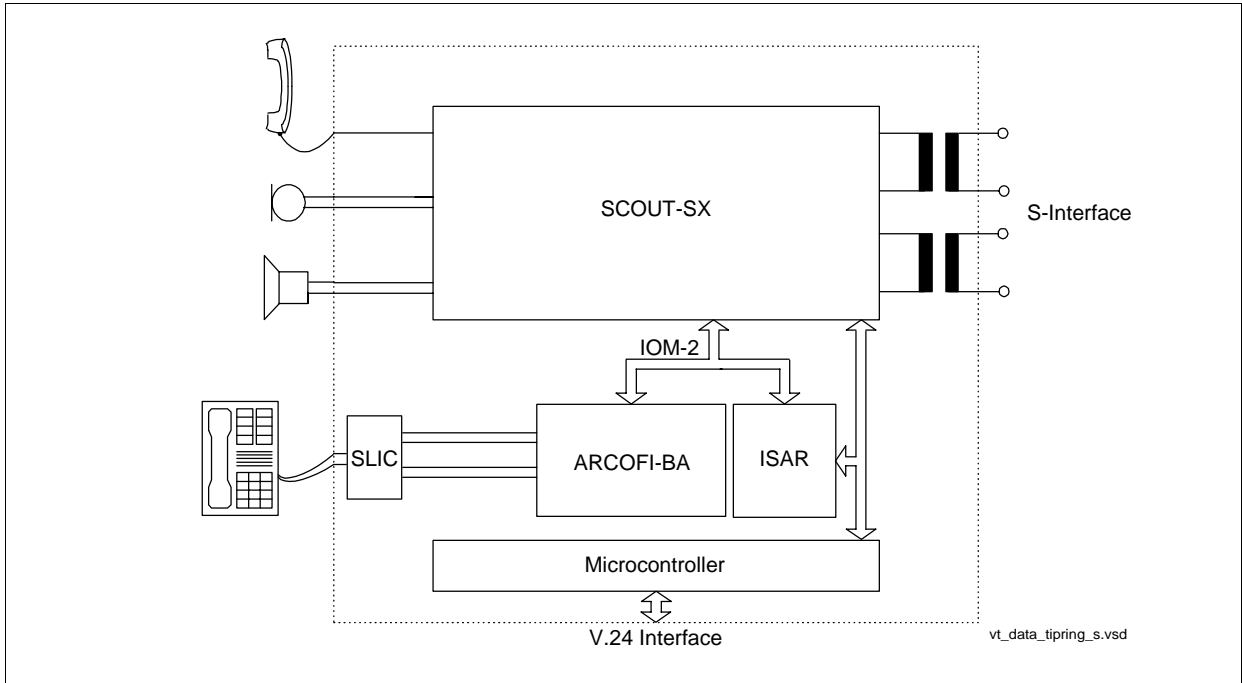 SCOUT-SX
S-Interface
IOM-2
SLIC
ARCOFI-BA
ISAR
Microcontroller
V.24 Interface
vt_data_tipring_s.vsd